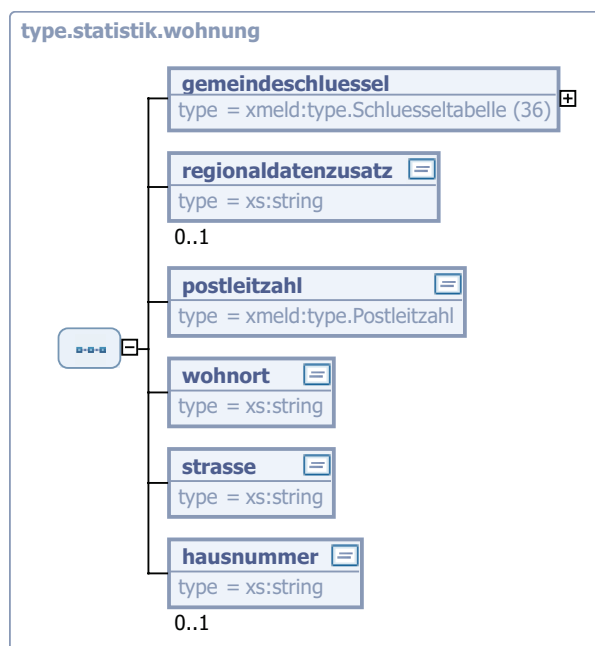 type.statistik.wohnung
gemeindeschluessel
type = xmeld:type.Schluesseltabelle (36)
regionaldatenzusatz
type = xs:string
0..1
postleitzahl
type = xmeld:type.Postleitzahl
wohnort
type = xs:string
strasse
type = xs:string
hausnummer
type = xs:string
0..1